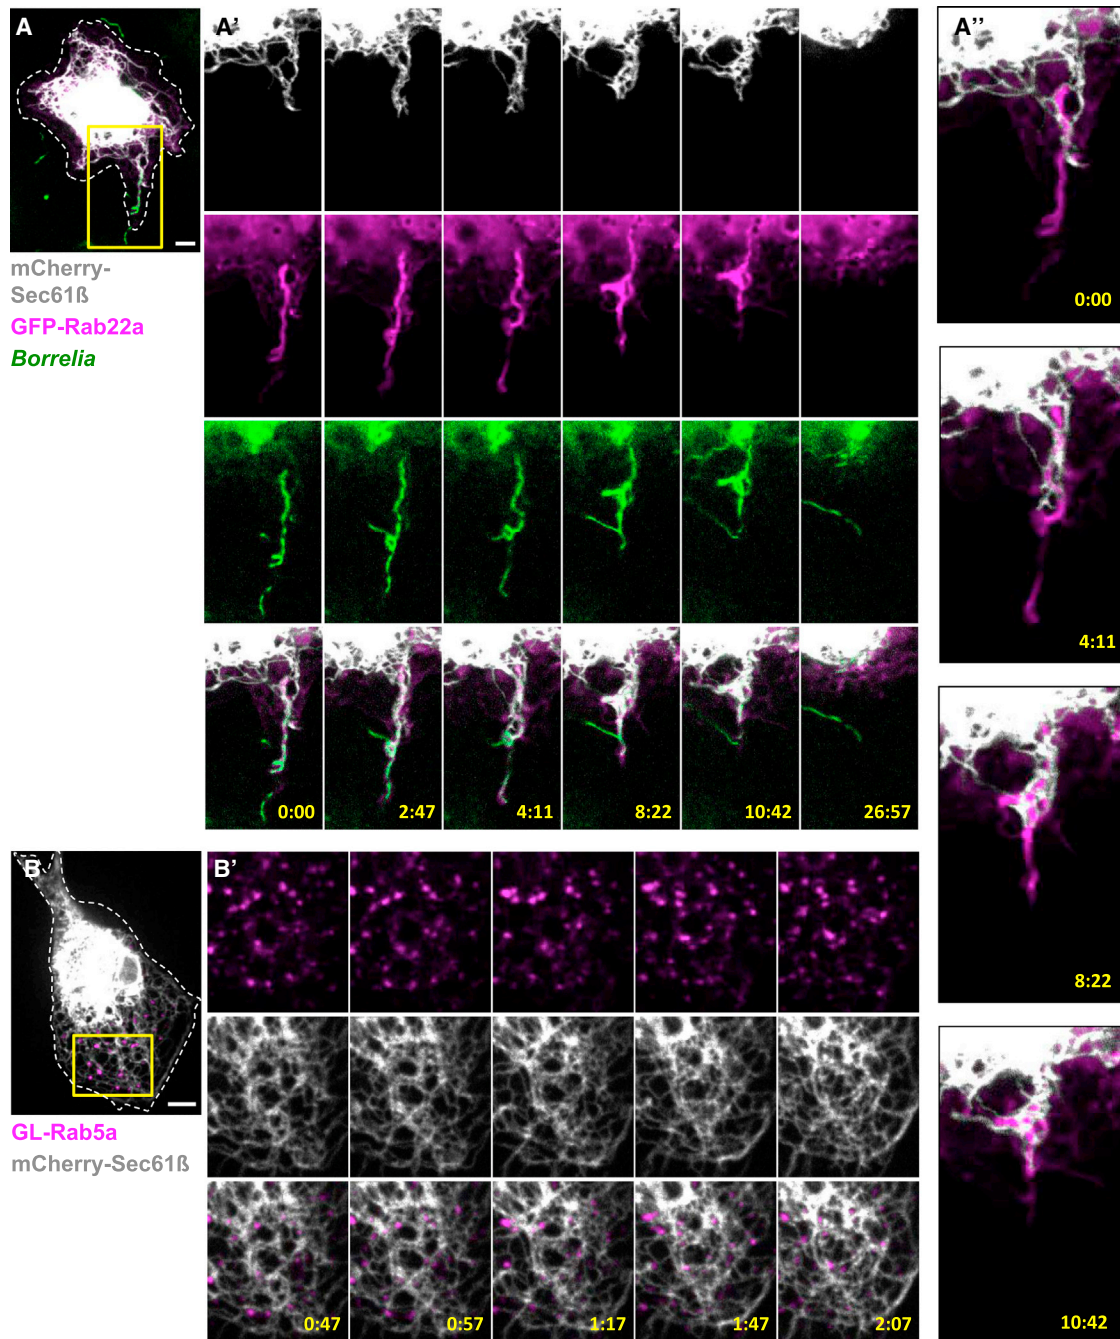 A
A'
A''
mCherry-
Sec61ß
GFP-Rab22a
Borrelia
0:00
2:47
4:11
8:22
10:42
26:57
0:00
4:11
8:22
10:42
B
B'
GL-Rab5a
mCherry-Sec61ß
0:47
0:57
1:17
1:47
2:07